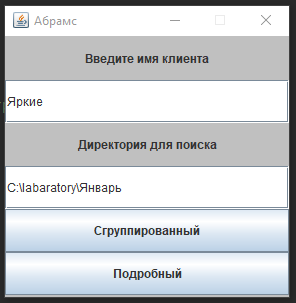 Абрамс
Введите имя клиента
Яркие
Директория для поиска
C:\labaratory\Январь
Сгруппированный
Подробный